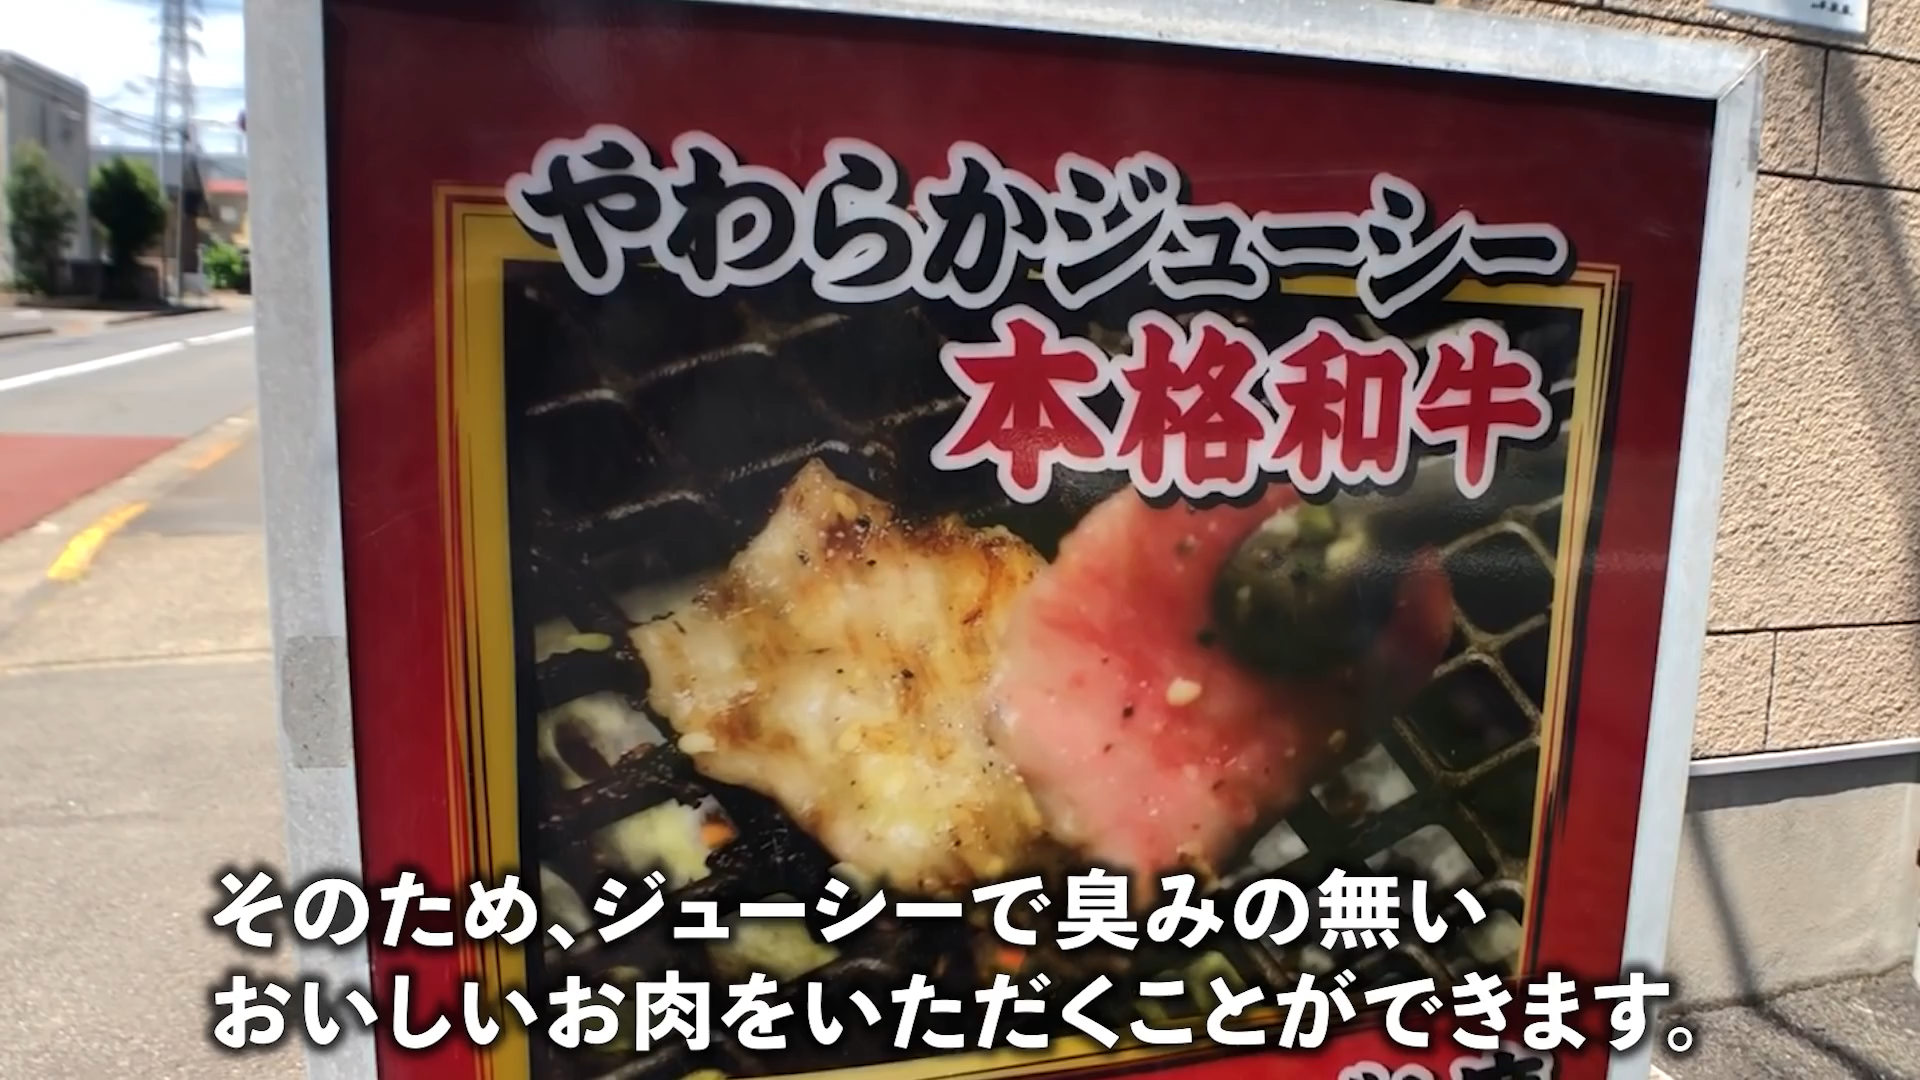 やわらかジューシー
本格和牛
そのため、ジューシーで臭みの無い
おいしいお肉をいただくことができます。